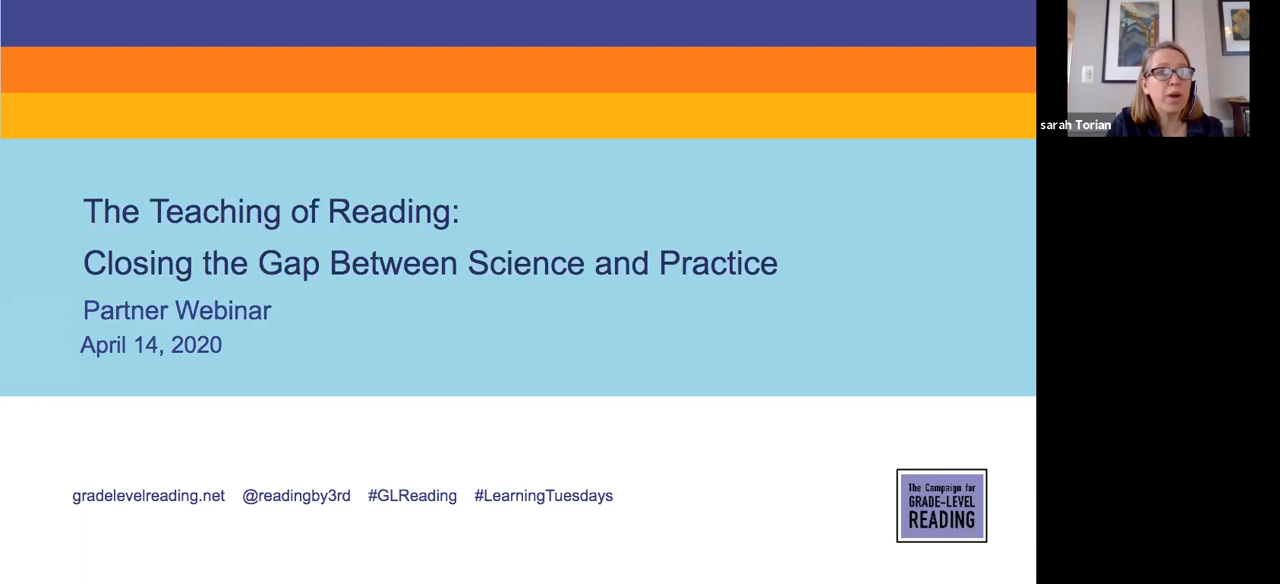 The Teaching of Reading:
Closing the Gap Between Science and Practice
Partner Webinar
April 14, 2020
gradelevelreading.net @readingby3rd #GLReading #LearningTuesdays
The Campaign for
GRADE-LEVEL
READING
sarah Torian